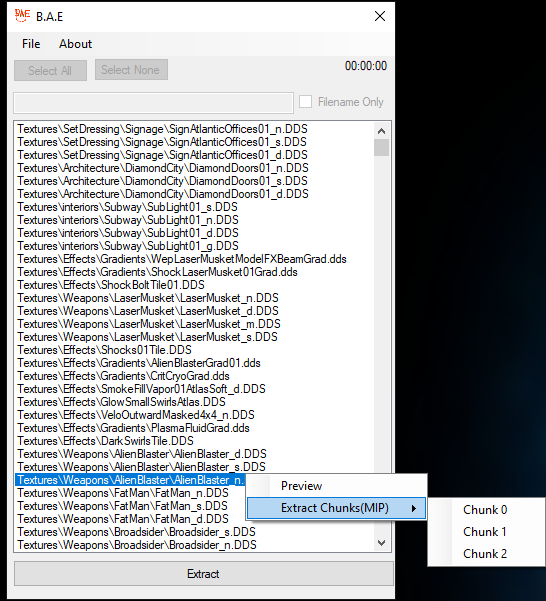 B.A.E
B.A.E
File About
Select All Select None 00:00:00
Filename Only
Textures\SetDressing\Signage\SignAtlanticOffices01_n.DDS
Textures\SetDressing\Signage\SignAtlanticOffices01_s.DDS
Textures\SetDressing\Signage\SignAtlanticOffices01_d.DDS
Textures\Architecture\DiamondCity\DiamondDoors01_n.DDS
Textures\Architecture\DiamondCity\DiamondDoors01_s.DDS
Textures\Architecture\DiamondCity\DiamondDoors01_d.DDS
Textures\interiors\Subway\SubLight01_s.DDS
Textures\interiors\Subway\SubLight01_n.DDS
Textures\interiors\Subway\SubLight01_d.DDS
Textures\interiors\Subway\SubLight01_g.DDS
Textures\Effects\Gradients\WepLaserMusketModelFXBeamGrad.dds
Textures\Effects\Gradients\ShockLaserMusket01Grad.dds
Textures\Effects\ShockBoltTile01.DDS
Textures\Weapons\LaserMusket\LaserMusket_n.DDS
Textures\Weapons\LaserMusket\LaserMusket_d.DDS
Textures\Weapons\LaserMusket\LaserMusket_m.DDS
Textures\Weapons\LaserMusket\LaserMusket_s.DDS
Textures\Effects\Shocks01Tile.DDS
Textures\Effects\Gradients\AlienBlasterGrad01.dds
Textures\Effects\Gradients\CritCryoGrad.dds
Textures\Effects\SmokeFillVapor01AtlasSoft_d.DDS
Textures\Effects\GlowSmallSwirlsAtlas.DDS
Textures\Effects\VeloOutwardMasked4x4_n.DDS
Textures\Effects\Gradients\PlasmaFluidGrad.dds
Textures\Effects\DarkSwirlsTile.DDS
Textures\Weapons\AlienBlaster\AlienBlaster_d.DDS
Textures\Weapons\AlienBlaster\AlienBlaster_s.DDS
Textures\Weapons\AlienBlaster\AlienBlaster_n.
Textures\Weapons\FatMan\FatMan_n.DDS
Textures\Weapons\FatMan\FatMan_s.DDS
Textures\Weapons\FatMan\FatMan_d.DDS
Textures\Weapons\Broadsider\Broadsider_s.DDS
Textures\Weapons\Broadsider\Broadsider_n.DDS
Preview
Extract Chunks(MIP)
Chunk 0
Chunk 1
Chunk 2
Extract